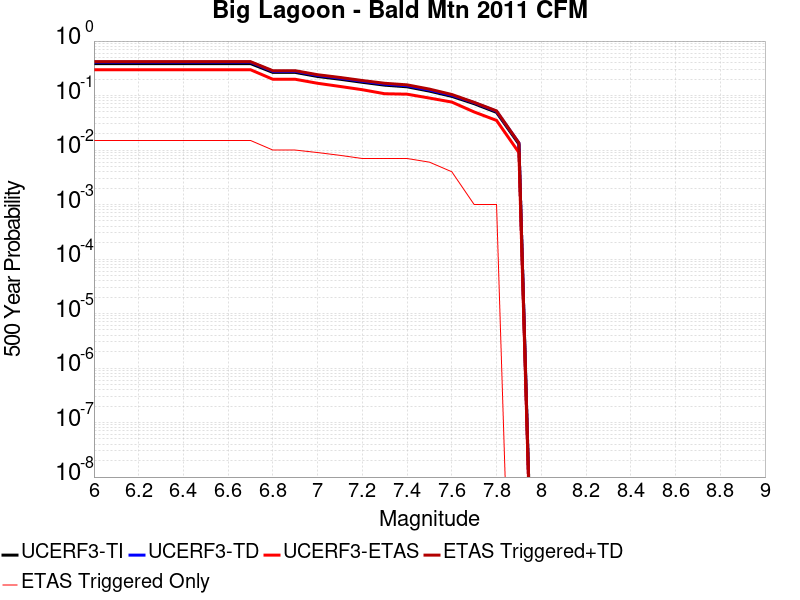 Big Lagoon - Bald Mtn 2011 CFM
500 Year Probability
10^0
10^-1
10^-2
10^-3
10^-4
10^-5
10^-6
10^-7
10^-8
6 6.2 6.4 6.6 6.8 7 7.2 7.4 7.6 7.8 8 8.2 8.4 8.6 8.8 9
Magnitude
UCERF3-TI UCERF3-TD UCERF3-ETAS ETAS Triggered+TD
ETAS Triggered Only